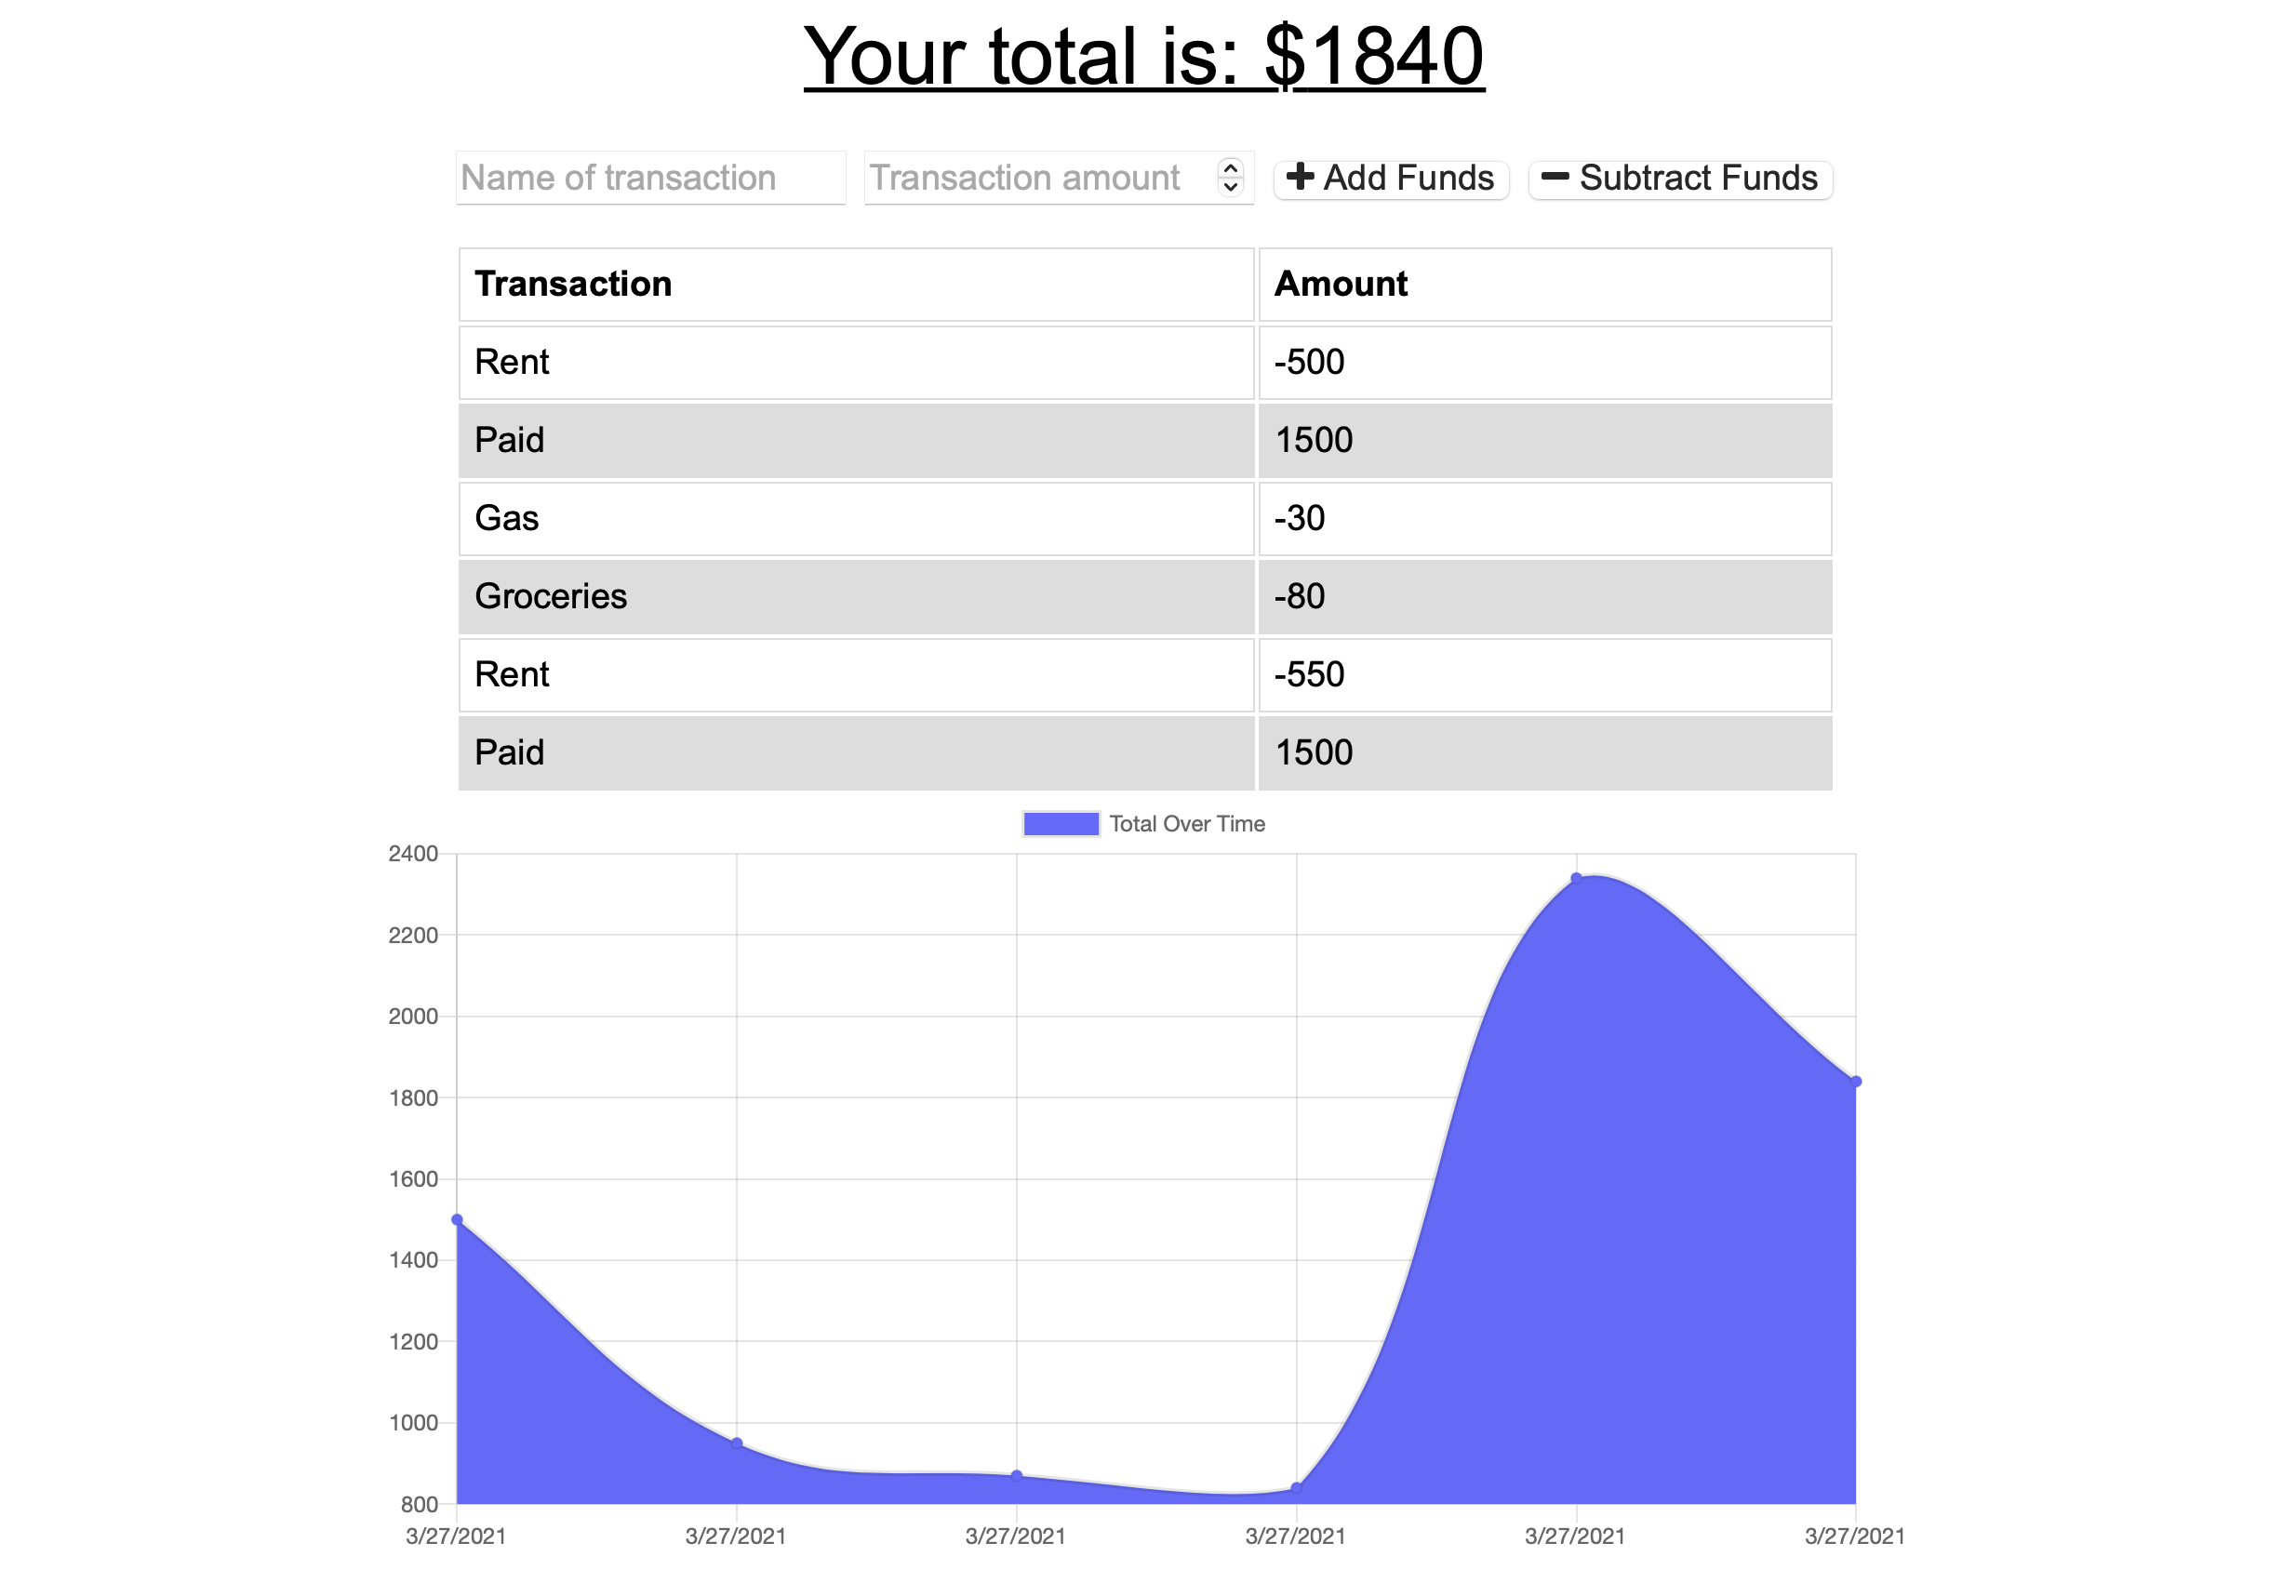 Your total is: $1840
Name of transaction Transaction amount Add Funds Subtract Funds
Transaction Amount
Rent -500
Paid 1500
Gas -30
Groceries -80
Rent -550
Paid 1500
Total Over Time
2400
2200
2000
1800
1600
1400
1200
1000
800
3/27/2021 3/27/2021 3/27/2021 3/27/2021 3/27/2021 3/27/2021